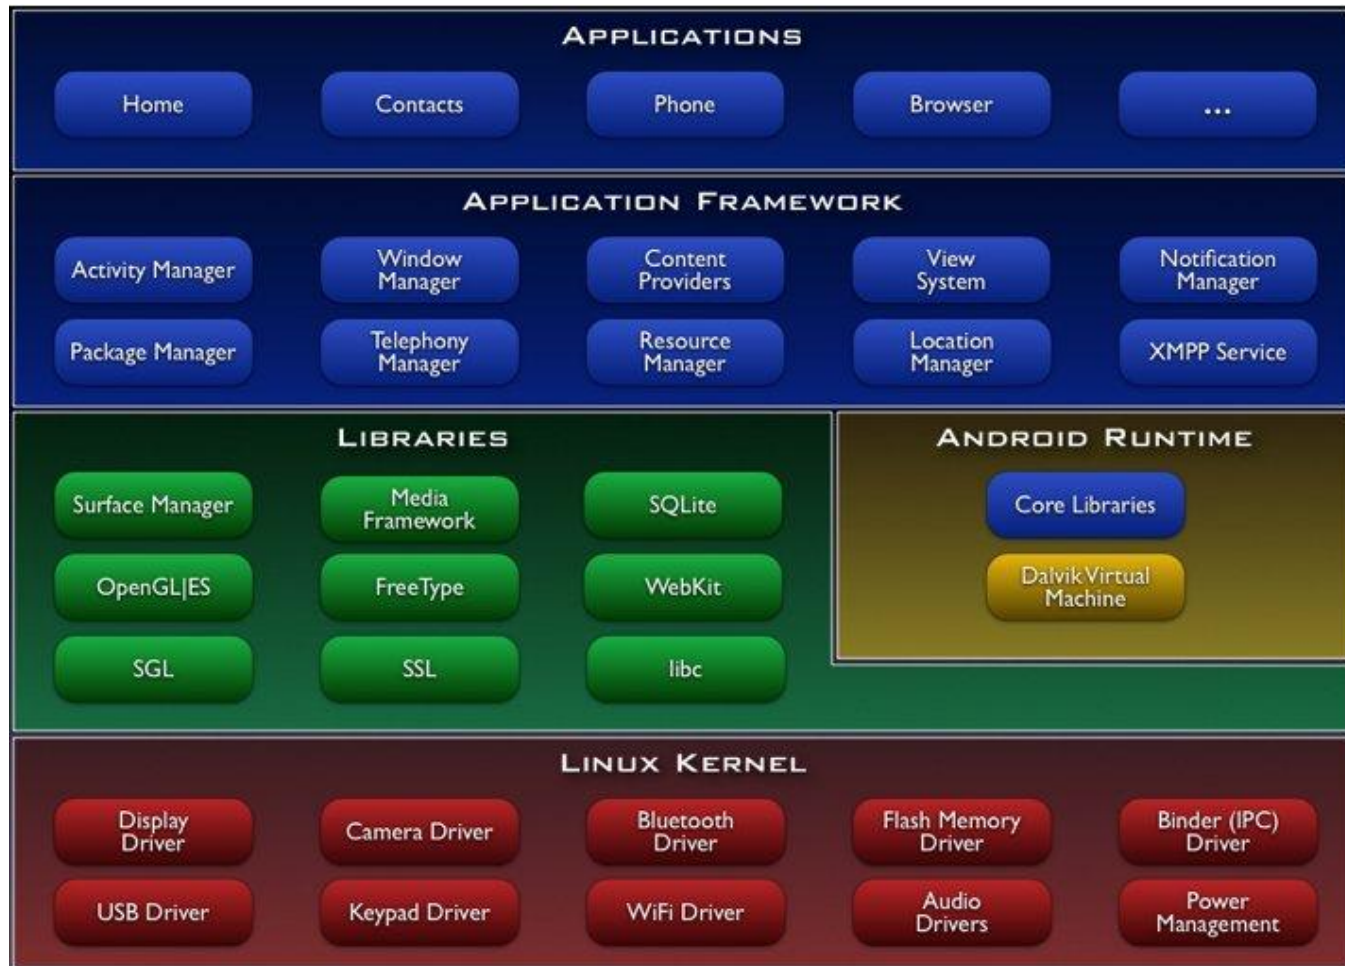 APPLICATIONS
Home
Contacts
Phone
Browser
...
APPLICATION FRAMEWORK
Activity Manager
Window
Manager
Content
Providers
View
System
Notification
Manager
Package Manager
Telephony
Manager
Resource
Manager
Location
Manager
XMPP Service
LIBRARIES
Surface Manager
Media
Framework
SQLite
OpenGL|ES
FreeType
WebKit
SGL
SSL
libc
ANDROID RUNTIME
Core Libraries
Dalvik Virtual
Machine
LINUX KERNEL
Display
Driver
Camera Driver
Bluetooth
Driver
Flash Memory
Driver
Binder (IPC)
Driver
USB Driver
Keypad Driver
WiFi Driver
Audio
Drivers
Power
Management